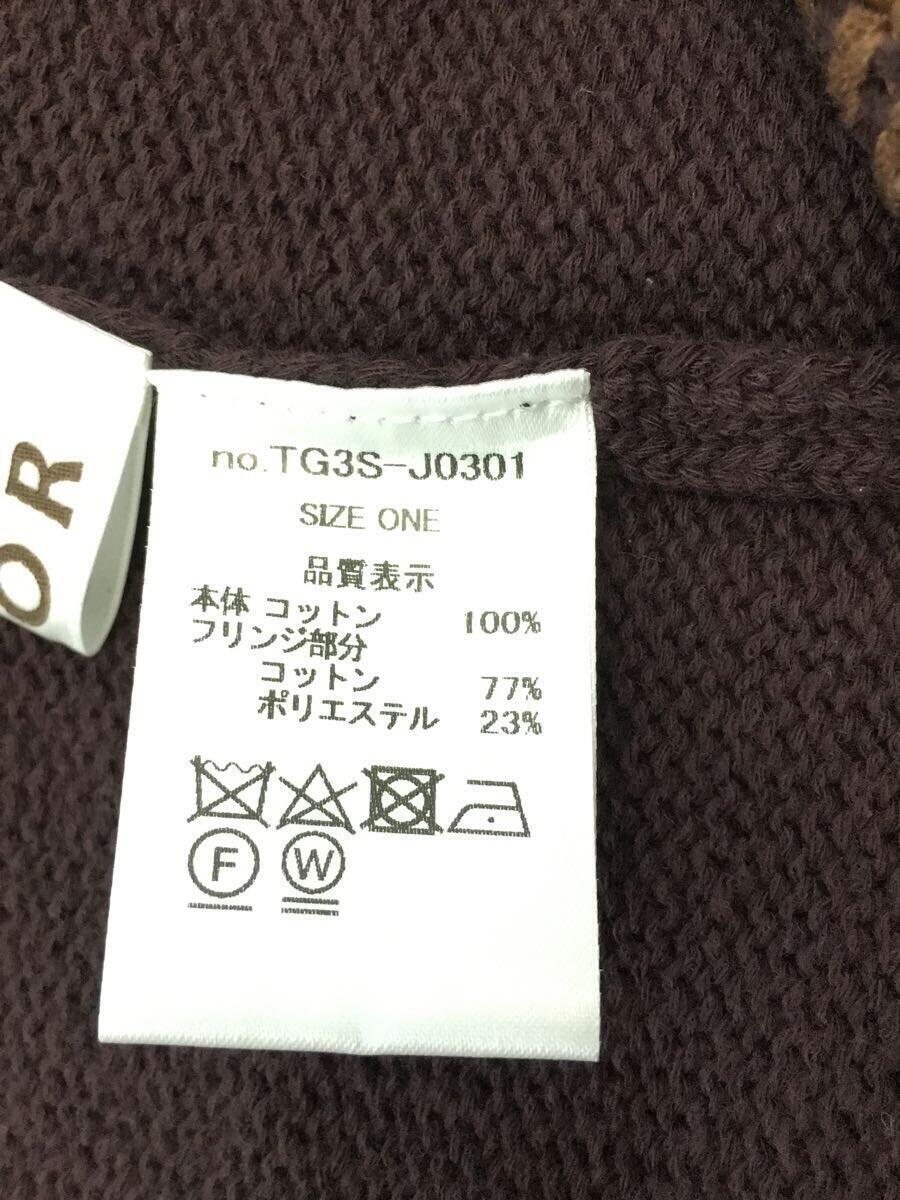 OR
no.TG3S-J0301
SIZE ONE
品質表示
本体 コットン 100%
フリンジ部分
コットン 77%
ポリエステル 23%
F W